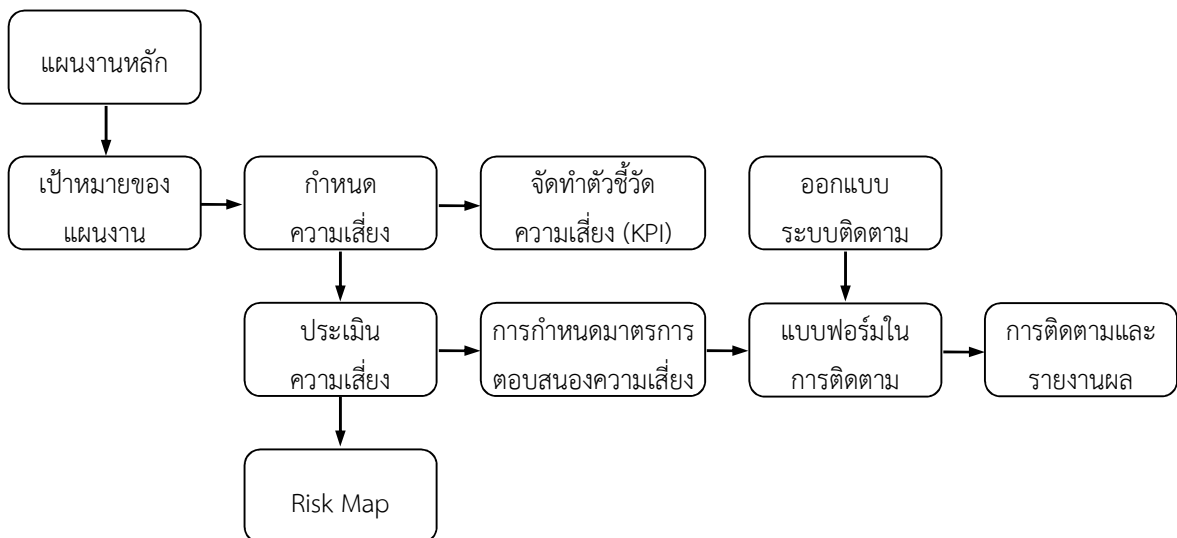 แผนงานหลัก
เป้าหมายของ
แผนงาน
กำหนด
ความเสี่ยง
จัดทำตัวชี้วัด
ความเสี่ยง (KPI)
ออกแบบ
ระบบติดตาม
ประเมิน
ความเสี่ยง
การกำหนดมาตรการ
ตอบสนองความเสี่ยง
แบบฟอร์มใน
การติดตาม
การติดตามและ
รายงานผล
Risk Map